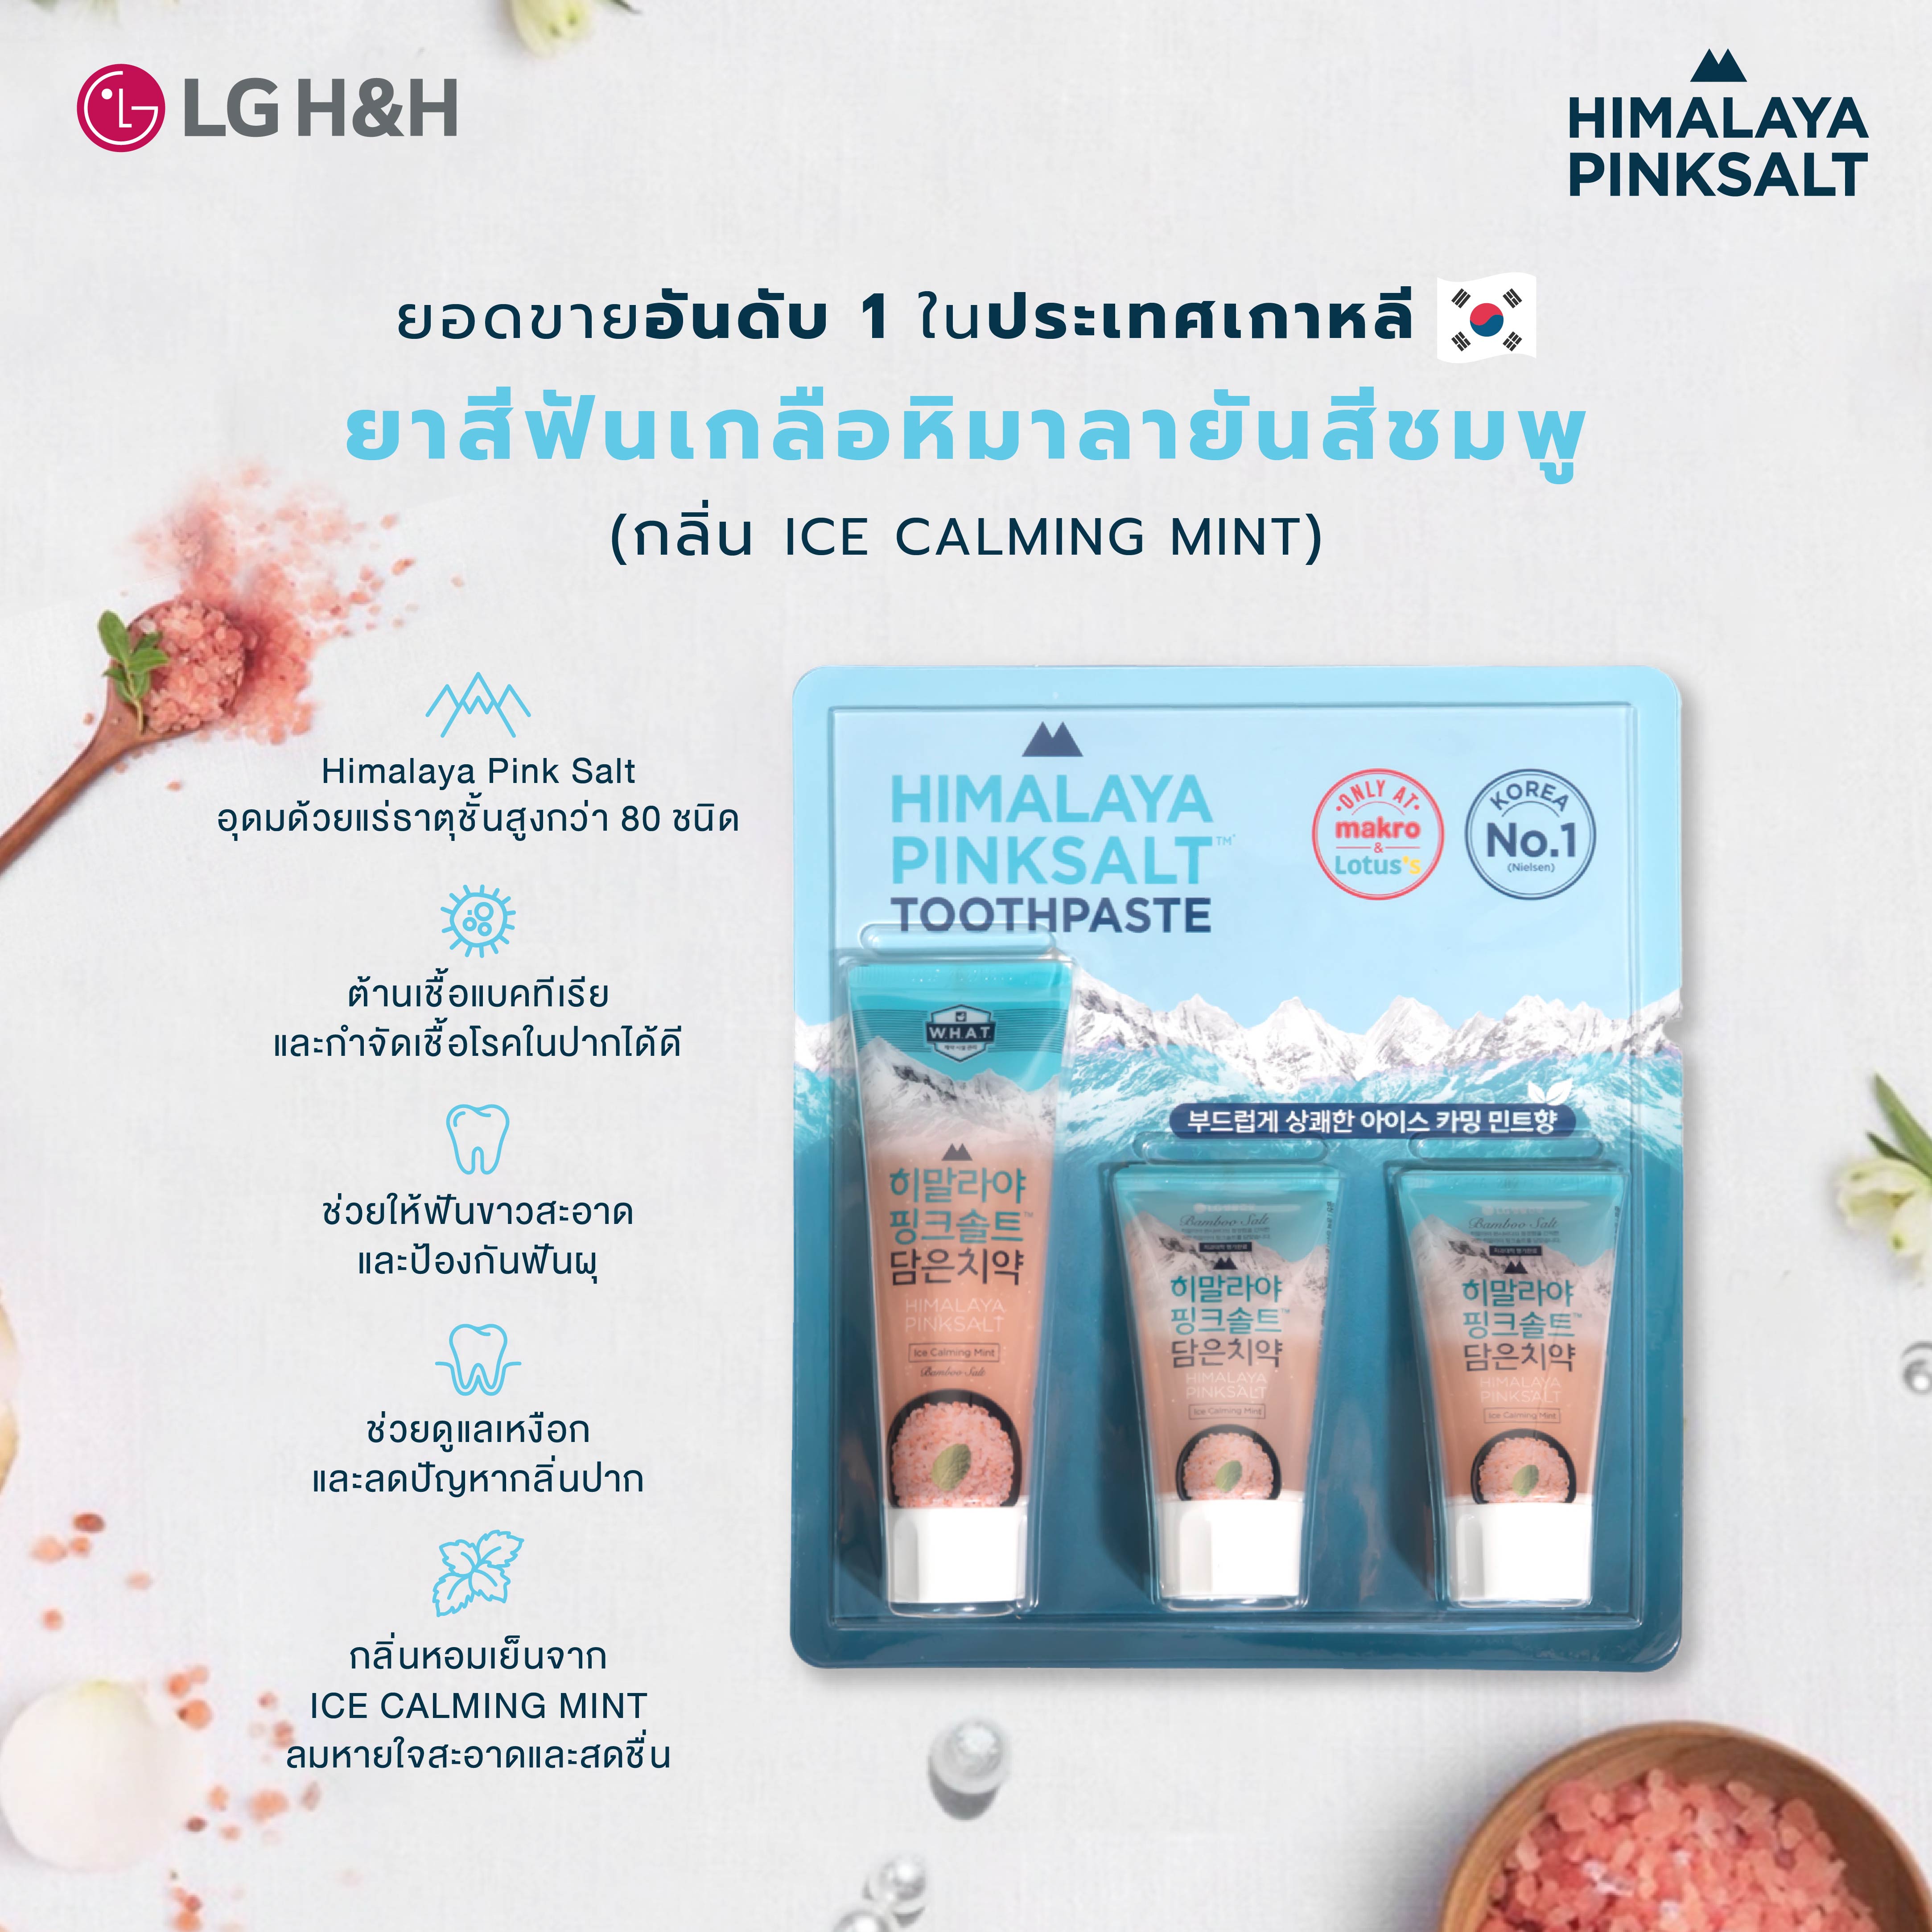 LG H&H
HIMALAYA
PINKSALT
ยอดขายอันดับ 1 ในประเทศเกาหลี
ยาสีฟันเกลือหิมาลายันสีชมพู
(กลิ่น ICE CALMING MINT)
Himalaya Pink Salt
อุดมด้วยแร่ธาตุชั้นสูงกว่า 80 ชนิด
ต้านเชื้อแบคทีเรีย
และกำจัดเชื้อโรคในปากได้ดี
ช่วยให้ฟันขาวสะอาด
และป้องกันฟันผุ
ช่วยดูแลเหงือก
และลดปัญหากลิ่นปาก
กลิ่นหอมเย็นจาก
ICE CALMING MINT
ลมหายใจสะอาดและสดชื่น
HIMALAYA
PINKSALT™
TOOTHPASTE
ONLY AT
makro
&
Lotus's
KOREA
No.1
(Nielsen)
부드럽게 상쾌한 아이스 카밍 민트향
W.H.A.T.
히말라야
핑크솔트™
담은치약
HIMALAYA
PINKSALT
Ice Calming Mint
Bamboo Salt
Bamboo Salt
히말라야
핑크솔트™
담은치약
HIMALAYA
PINKSALT
Ice Calming Mint
Bamboo Salt
히말라야
핑크솔트™
담은치약
HIMALAYA
PINKSALT
Ice Calming Mint